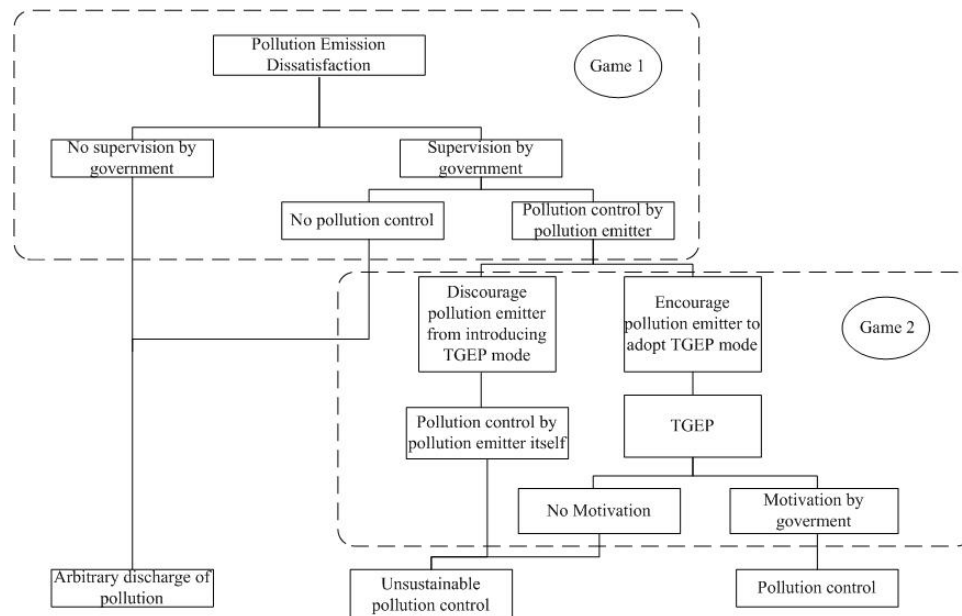 Pollution Emission
Dissatisfaction
Game 1
No supervision by
government
Supervision by
government
No pollution control
Pollution control by
pollution emitter
Discourage
pollution emitter
from introducing
TGEP mode
Encourage
pollution emitter to
adopt TGEP mode
Game 2
Pollution control by
pollution emitter itself
TGEP
No Motivation
Motivation by
goverment
Arbitrary discharge of
pollution
Unsustainable
pollution control
Pollution control